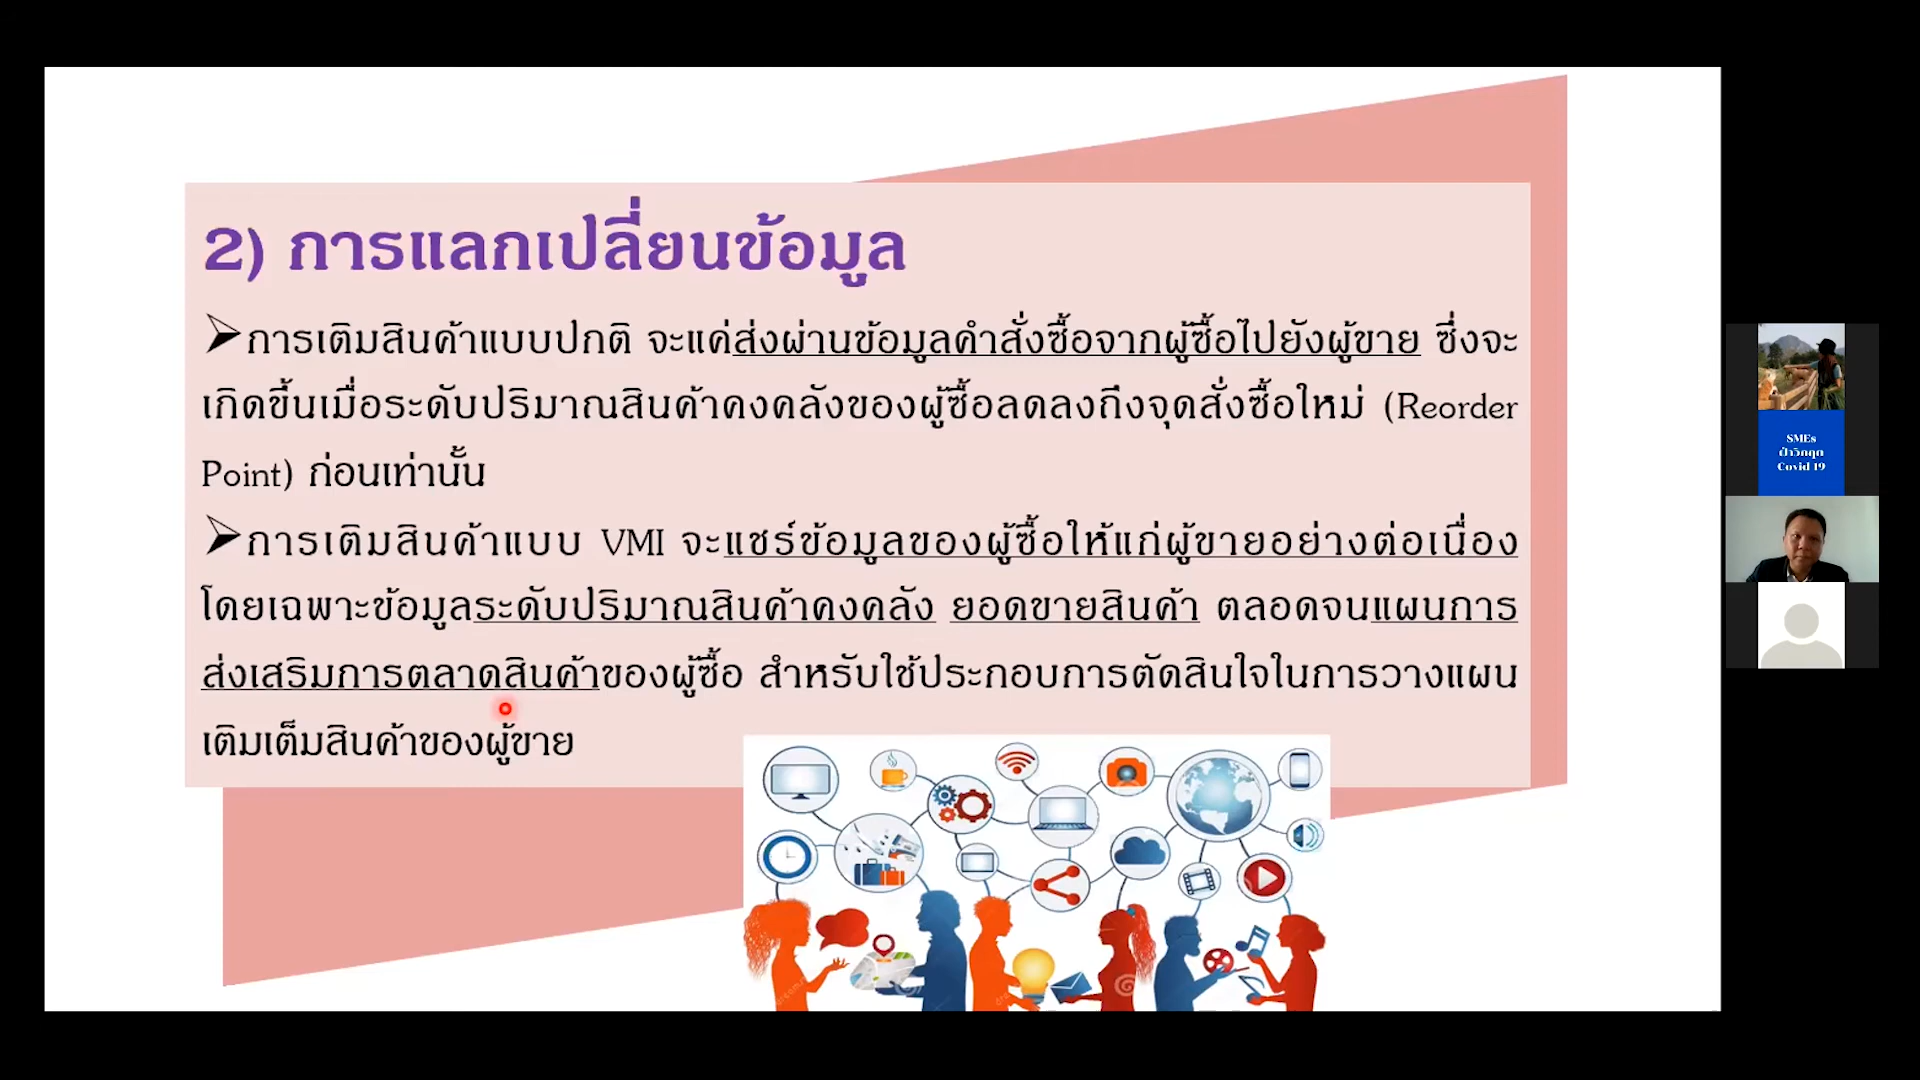 2) การแลกเปลี่ยนข้อมูล
➢การเติมสินค้าแบบปกติ จะแค่ส่งผ่านข้อมูลคำสั่งซื้อจากผู้ซื้อไปยังผู้ขาย ซึ่งจะ
เกิดขึ้นเมื่อระดับปริมาณสินค้าคงคลังของผู้ซื้อลดลงถึงจุดสั่งซื้อใหม่ (Reorder
Point) ก่อนเท่านั้น
➢การเติมสินค้าแบบ VMI จะแชร์ข้อมูลของผู้ซื้อให้แก่ผู้ขายอย่างต่อเนื่อง
โดยเฉพาะข้อมูลระดับปริมาณสินค้าคงคลัง ยอดขายสินค้า ตลอดจนแผนการ
ส่งเสริมการตลาดสินค้าของผู้ซื้อ สำหรับใช้ประกอบการตัดสินใจในการวางแผน
เติมเต็มสินค้าของผู้ขาย
SMEs
ฝ่าวิกฤต
Covid 19